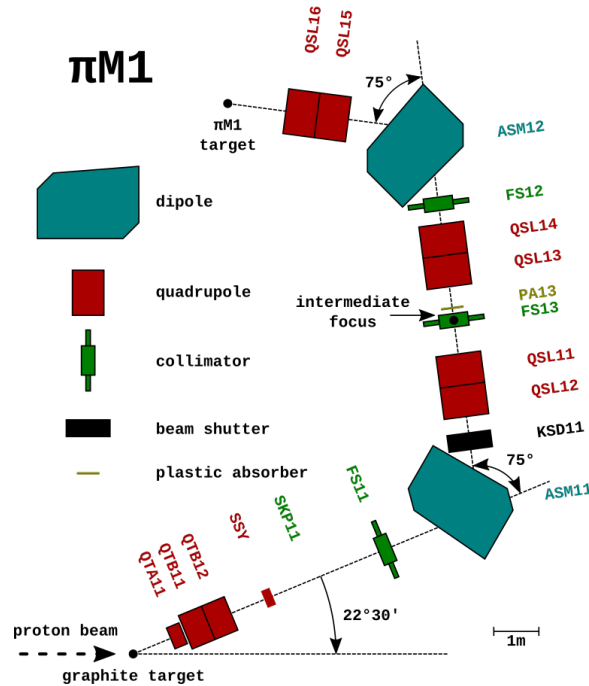 πM1
QSL16
QSL15
75°
πM1
target
ASM12
dipole
FS12
QSL14
QSL13
quadrupole
PA13
intermediate
focus
FS13
collimator
QSL11
QSL12
beam shutter
KSD11
plastic absorber
75°
ASM11
FS11
SKP11
SSY
QTB12
QTB11
QTA11
22°30'
proton beam
1m
graphite target